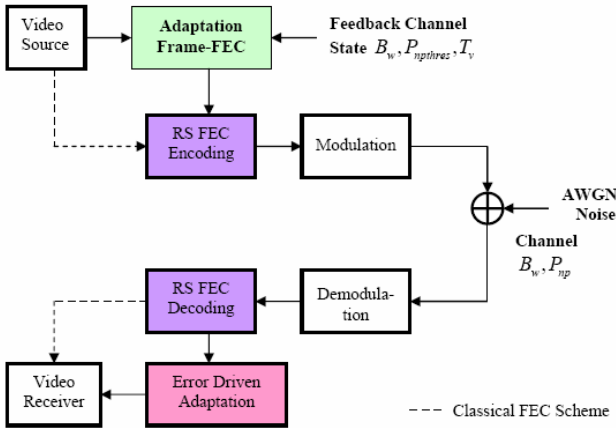 Video
Source
Adaptation
Frame-FEC
Feedback Channel
State B_w, P_npthres, T_v
RS FEC
Encoding
Modulation
AWGN
Noise
Channel
B_w, P_np
RS FEC
Decoding
Demodula-
tion
Video
Receiver
Error Driven
Adaptation
Classical FEC Scheme